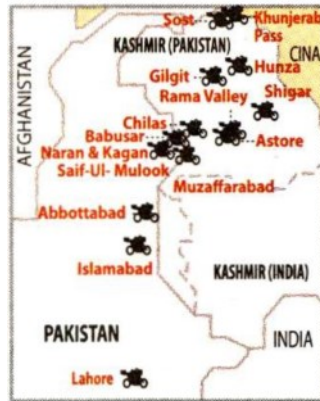 Sost
Khunjerab
Pass
KASHMIR (PAKISTAN)
CINA
Hunza
Gilgit
Rama Valley
Shigar
AFGHANISTAN
Chilas
Babusar
Astore
Naran & Kagan
Saif-Ul- Mulook
Muzaffarabad
Abbottabad
Islamabad
KASHMIR (INDIA)
PAKISTAN
INDIA
Lahore